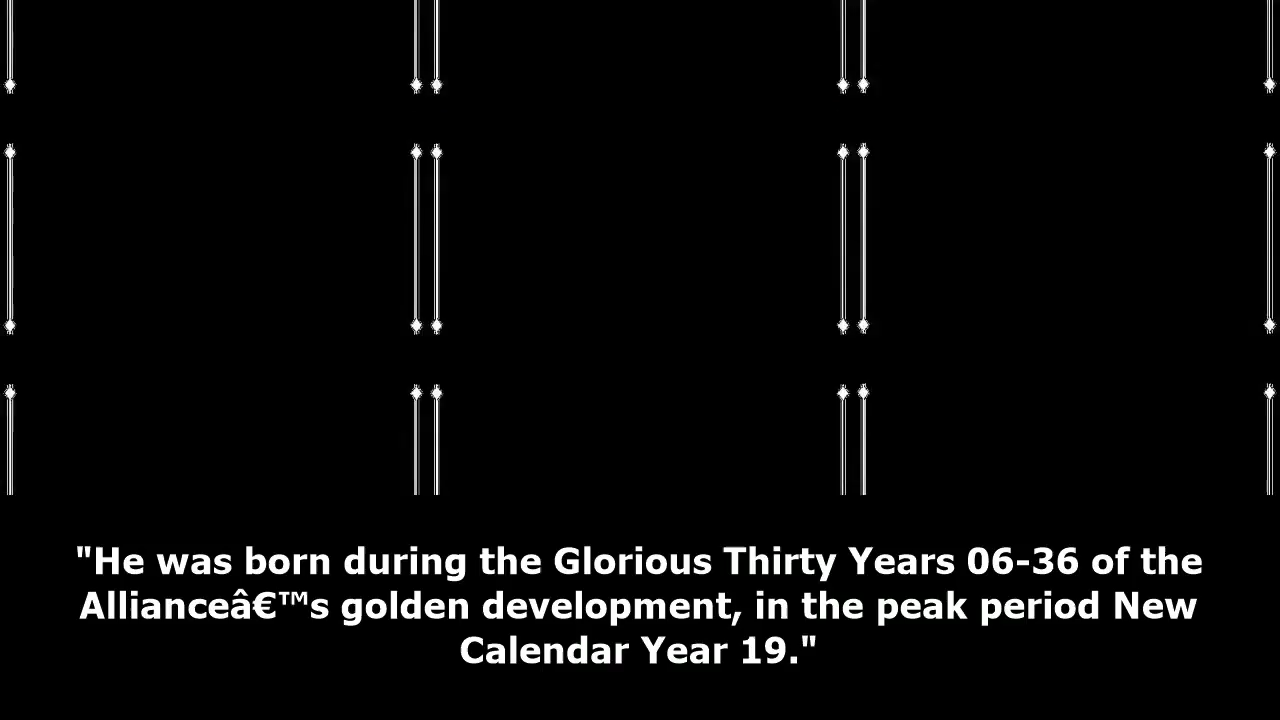 "He was born during the Glorious Thirty Years 06-36 of the
Allianceâ€™s golden development, in the peak period New
Calendar Year 19."